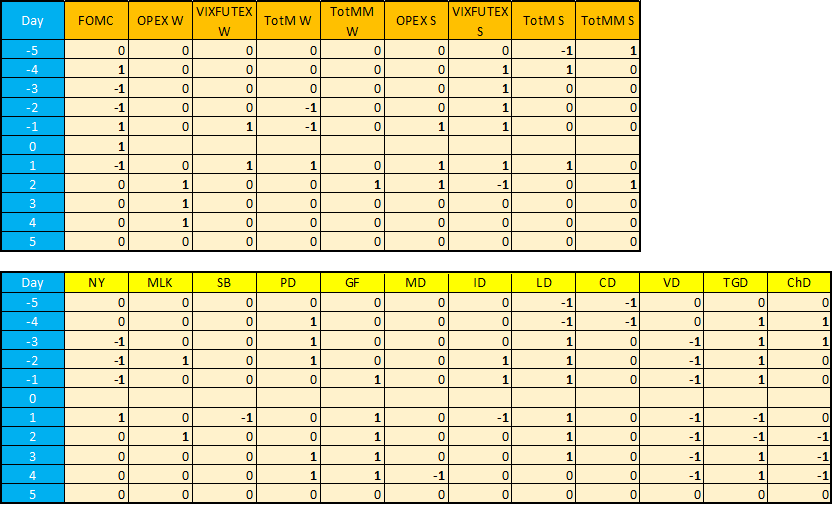 Day FOMC OPEX W VIXFUTEX W TotM W TotMM W OPEX S VIXFUTEX S TotM S TotMM S
-5 0 0 0 0 0 0 0 -1 1
-4 1 0 0 0 0 0 1 1 0
-3 -1 0 0 0 0 0 1 0 0
-2 -1 0 0 -1 0 0 1 0 0
-1 1 0 1 -1 0 1 1 0 0
0 1
1 -1 0 1 1 0 1 1 1 0
2 0 1 0 0 1 1 -1 0 1
3 0 1 0 0 0 0 0 0 0
4 0 1 0 0 0 0 0 0 0
5 0 0 0 0 0 0 0 0 0
Day NY MLK SB PD GF MD ID LD CD VD TGD ChD
-5 0 0 0 0 0 0 0 -1 -1 0 0 0
-4 0 0 0 1 0 0 0 -1 -1 0 1 1
-3 -1 0 0 1 0 0 0 1 0 -1 1 1
-2 -1 1 0 1 0 0 1 1 0 -1 1 0
-1 -1 0 0 0 1 0 1 1 0 -1 1 0
0
1 1 0 -1 0 1 0 -1 1 0 -1 -1 0
2 0 1 0 0 1 0 0 1 0 -1 -1 -1
3 0 0 0 1 1 0 0 1 0 -1 1 -1
4 0 0 0 1 1 -1 0 0 0 -1 1 -1
5 0 0 0 0 0 0 0 0 0 0 0 0